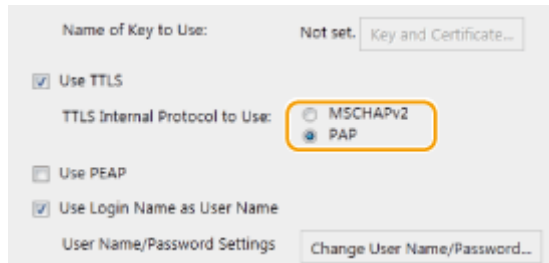 Name of Key to Use: Not set. Key and Certificate...
Use TTLS
TTLS Internal Protocol to Use: MSCHAPv2
PAP
Use PEAP
Use Login Name as User Name
User Name/Password Settings Change User Name/Password...